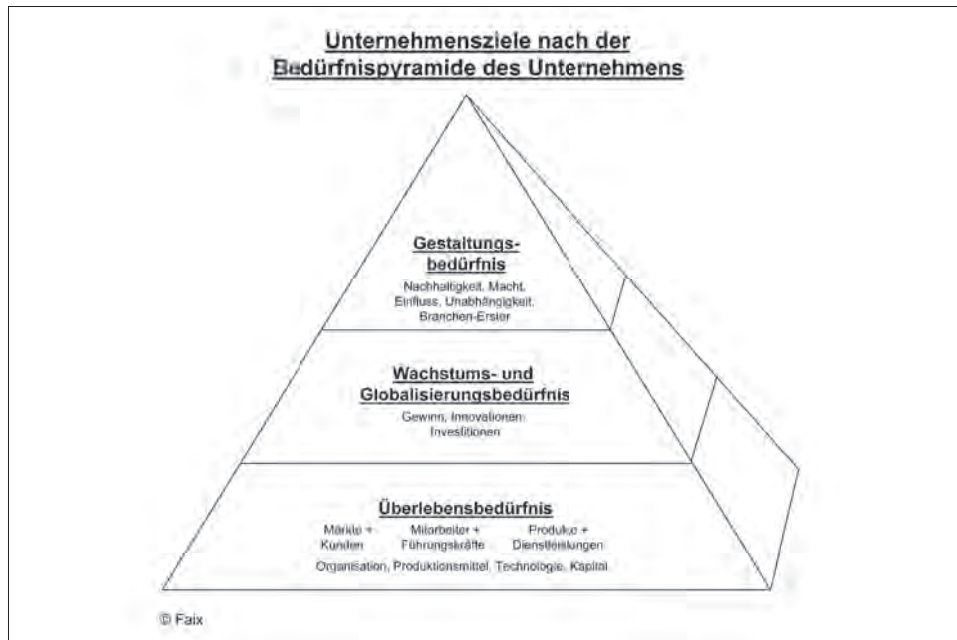 Unternehmensziele nach der
Bedürfnispyramide des Unternehmens
Gestaltungs-
bedürfnis
Nachhaltigkeit, Macht,
Einfluss, Unabhängigkeit,
Branchen-Erster
Wachstums- und
Globalisierungsbedürfnis
Gewinn, Innovationen,
Investitionen
Überlebensbedürfnis
Märkte + Mitarbeiter + Produkte +
Kunden Führungskräfte Dienstleistungen
Organisation, Produktionsmittel, Technologie, Kapital
© Faix